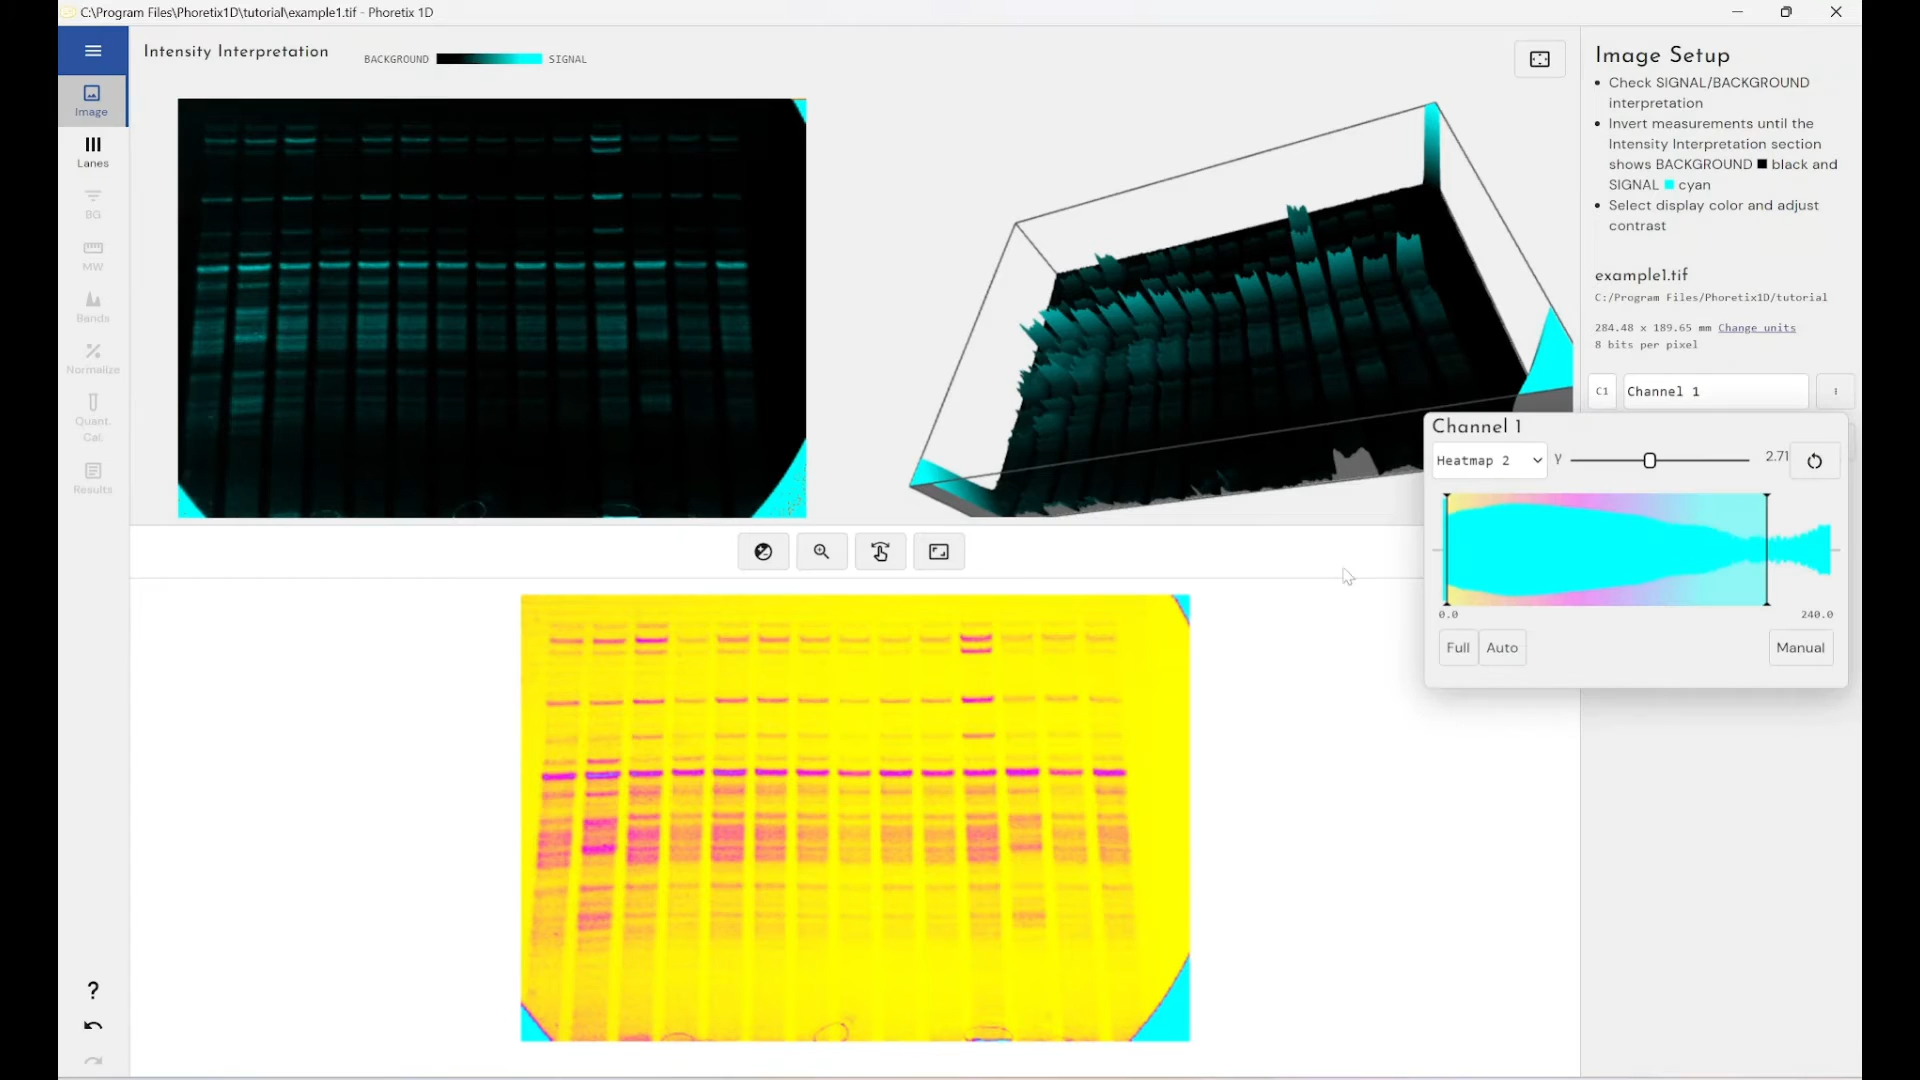 C:\Program Files\Phoretix1D\tutorial\example1.tif - Phoretix 1D
Intensity Interpretation
BACKGROUND
SIGNAL
Image
Lanes
BG
MW
Bands
Normalize
Quant.
Cal.
Results
?
Image Setup
• Check SIGNAL/BACKGROUND
interpretation
• Invert measurements until the
Intensity Interpretation section
shows BACKGROUND black and
SIGNAL cyan
• Select display color and adjust
contrast
example1.tif
C:/Program Files/Phoretix1D/tutorial
284.48 x 189.65 mm Change units
8 bits per pixel
C1 Channel 1
Channel 1
Heatmap 2 γ 2.71
0.0 240.0
Full Auto Manual